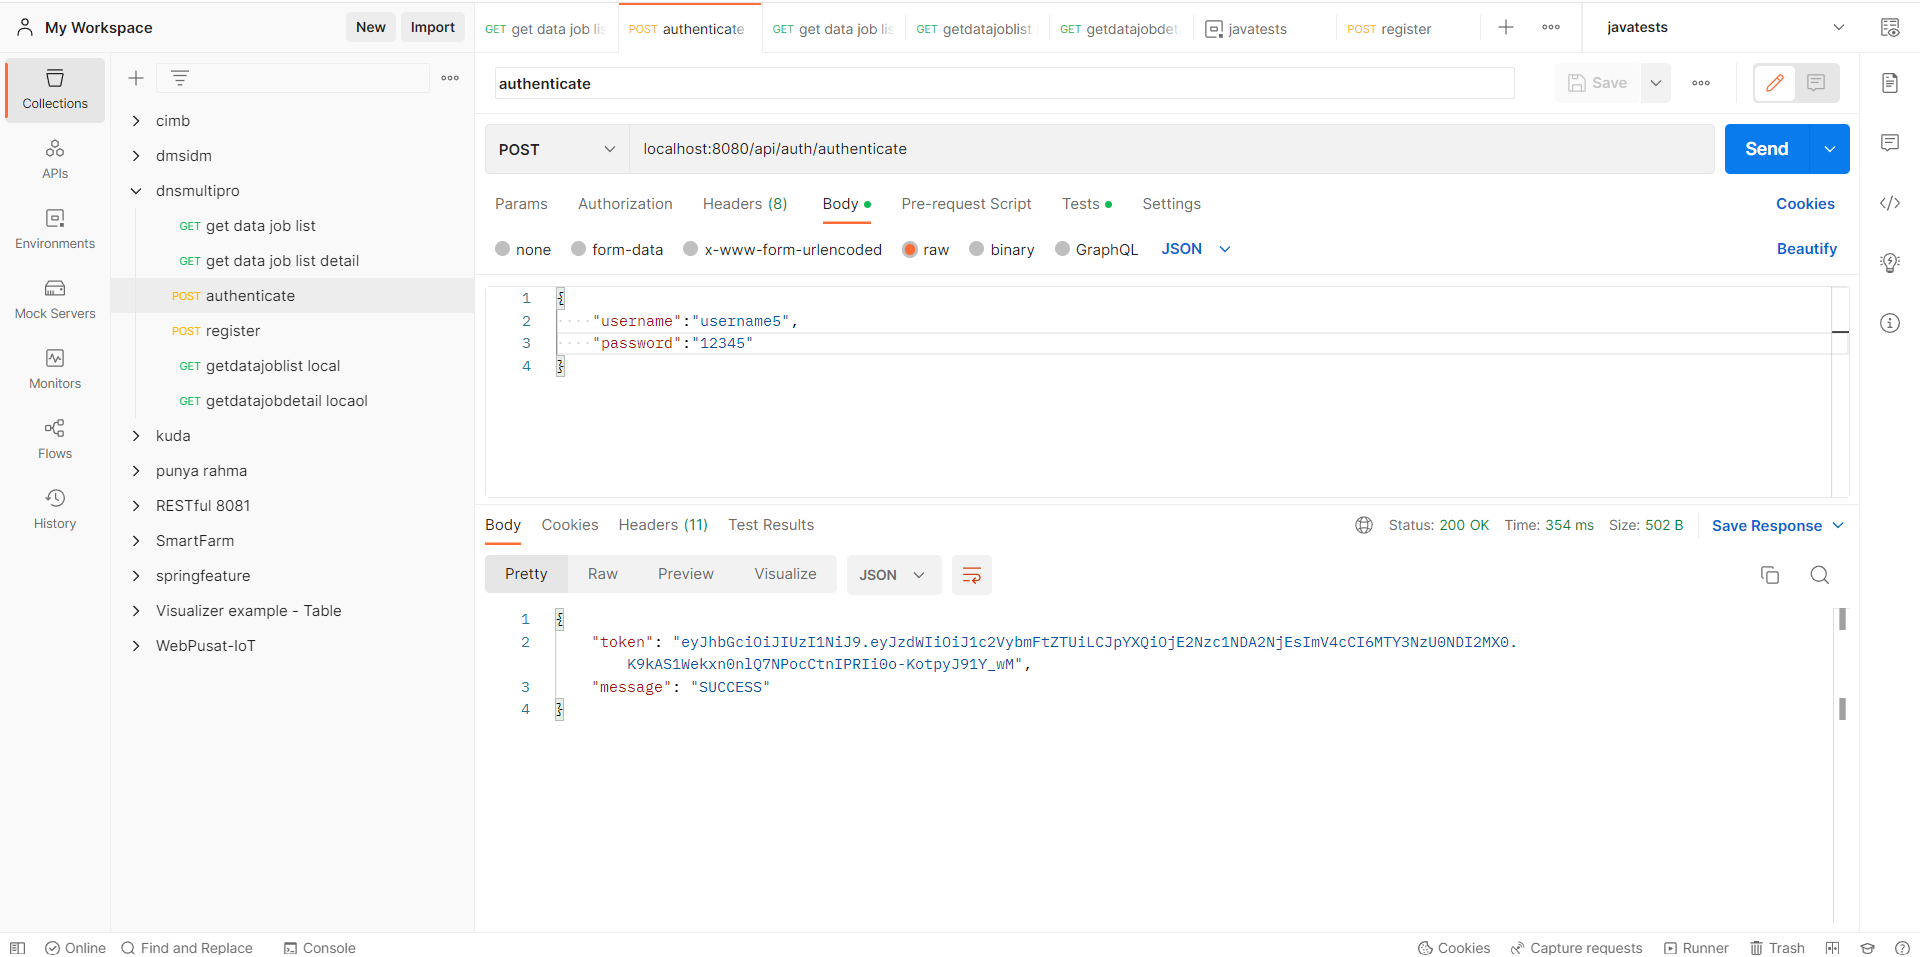 My Workspace New Import
GET get data job lis POST authenticate GET get data job lis GET getdatajoblist GET getdatajobdet javatests POST register javatests
Collections
APIs
Environments
Mock Servers
Monitors
Flows
History
cimb
dmsidm
dnsmultipro
GET get data job list
GET get data job list detail
POST authenticate
POST register
GET getdatajoblist local
GET getdatajobdetail locaol
kuda
punya rahma
RESTful 8081
SmartFarm
springfeature
Visualizer example - Table
WebPusat-IoT
authenticate Save
POST localhost:8080/api/auth/authenticate Send
Params Authorization Headers (8) Body Pre-request Script Tests Settings Cookies
none form-data x-www-form-urlencoded raw binary GraphQL JSON Beautify
1 {
2 "username":"username5",
3 "password":"12345"
4 }
Body Cookies Headers (11) Test Results Status: 200 OK Time: 354 ms Size: 502 B Save Response
Pretty Raw Preview Visualize JSON
1 {
2 "token": "eyJhbGciOiJIUzI1NiJ9.eyJzdWIiOiJ1c2VybmFtZTUiLCJpYXQiOjE2Nzc1NDA2NjEsImV4cCI6MTY3NzU0NDI2MX0.
K9kAS1Wekxn0nlQ7NPocCtnIPRIi0o-KotpyJ91Y_wM",
3 "message": "SUCCESS"
4 }
Online Find and Replace Console Cookies Capture requests Runner Trash